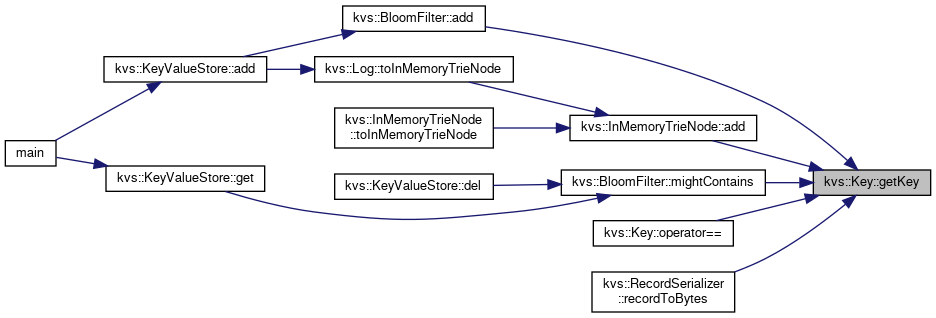 kvs::BloomFilter::add
kvs::KeyValueStore::add
kvs::Log::toInMemoryTrieNode
kvs::InMemoryTrieNode
::toInMemoryTrieNode
kvs::InMemoryTrieNode::add
main
kvs::KeyValueStore::get
kvs::KeyValueStore::del
kvs::BloomFilter::mightContains
kvs::Key::getKey
kvs::Key::operator==
kvs::RecordSerializer
::recordToBytes